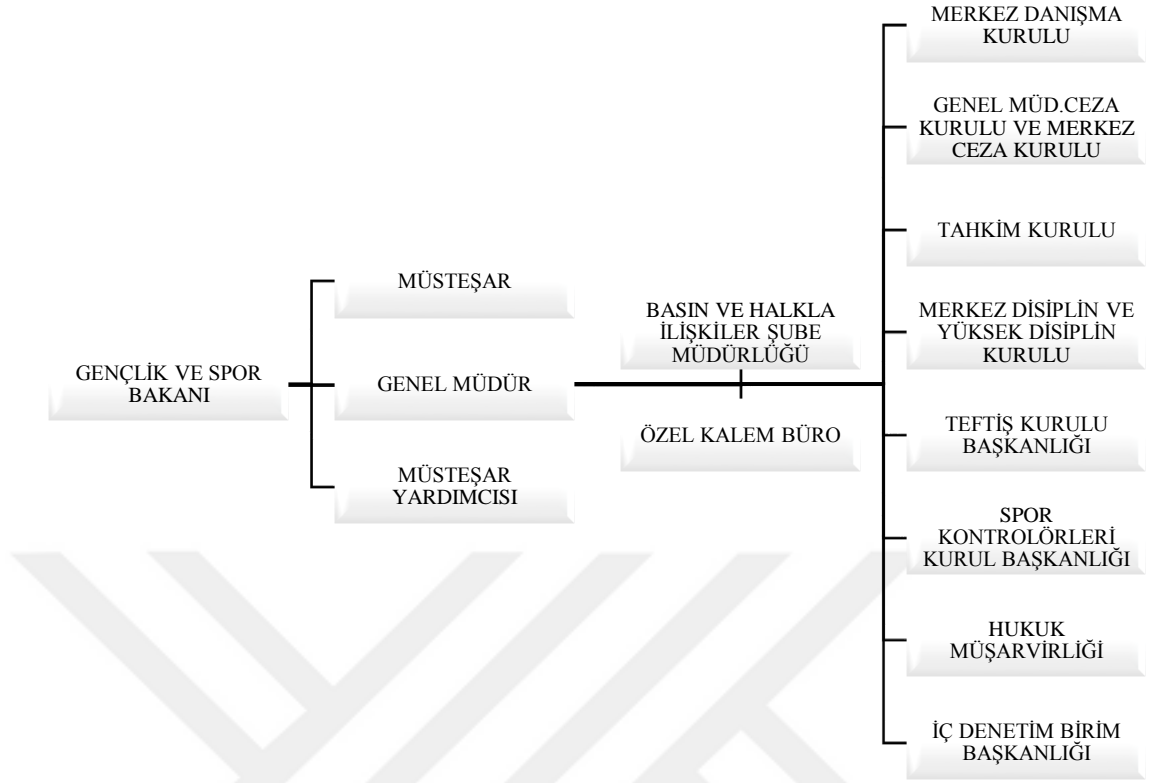 GENÇLİK VE SPOR
BAKANI
MÜSTEŞAR
GENEL MÜDÜR
MÜSTEŞAR
YARDIMCISI
BASIN VE HALKLA
İLİŞKİLER ŞUBE
MÜDÜRLÜĞÜ
ÖZEL KALEM BÜRO
MERKEZ DANIŞMA
KURULU
GENEL MÜD.CEZA
KURULU VE MERKEZ
CEZA KURULU
TAHKİM KURULU
MERKEZ DİSİPLİN VE
YÜKSEK DİSİPLİN
KURULU
TEFTİŞ KURULU
BAŞKANLIĞI
SPOR
KONTROLÖRLERİ
KURUL BAŞKANLIĞI
HUKUK
MÜŞARVİRLİĞİ
İÇ DENETİM BİRİM
BAŞKANLIĞI